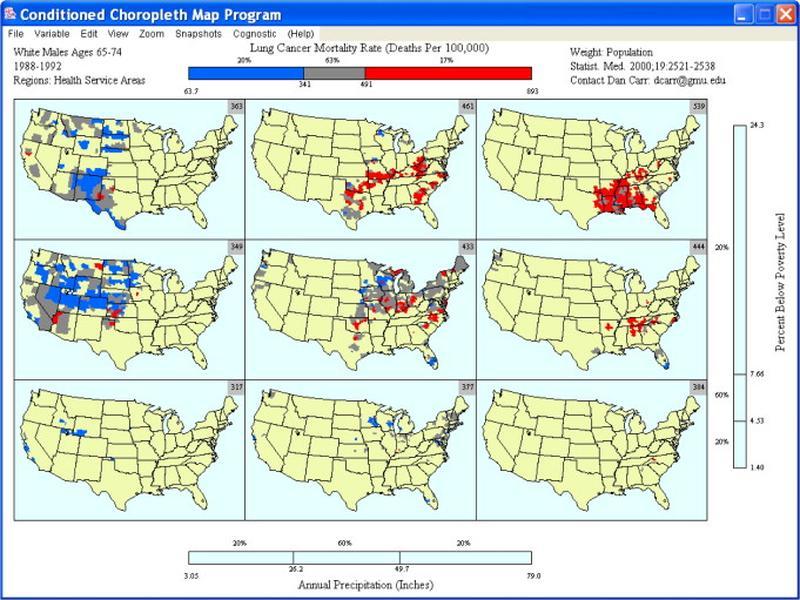 Conditioned Choropleth Map Program
File Variable Edit View Zoom Snapshots Cognostic (Help)
White Males Ages 65-74
1988-1992
Regions: Health Service Areas
Lung Cancer Mortality Rate (Deaths Per 100,000)
20% 63% 17%
63.7 341 491 893
Weight: Population
Statist. Med. 2000;19:2521-2538
Contact Dan Carr: dcarr@gmu.edu
363 461 539
24.3
349 433 444
20%
Percent Below Poverty Level
7.66
317 377 384
60%
4.53
20%
1.40
20% 60% 20%
3.05 26.2 49.7 79.0
Annual Precipitation (Inches)